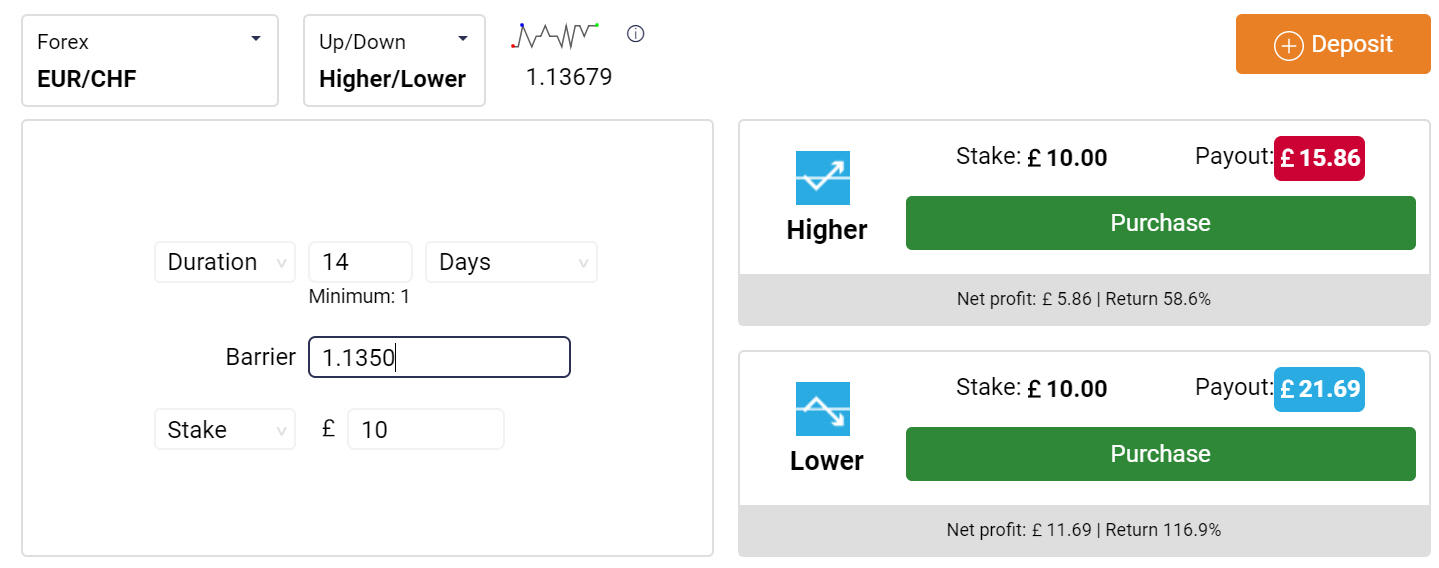 Forex
EUR/CHF
Up/Down
Higher/Lower
1.13679
Deposit
Duration
14
Days
Minimum: 1
Barrier
1.1350
Stake
£
10
Stake: £ 10.00
Payout: £ 15.86
Higher
Purchase
Net profit: £ 5.86 | Return 58.6%
Stake: £ 10.00
Payout: £ 21.69
Lower
Purchase
Net profit: £ 11.69 | Return 116.9%